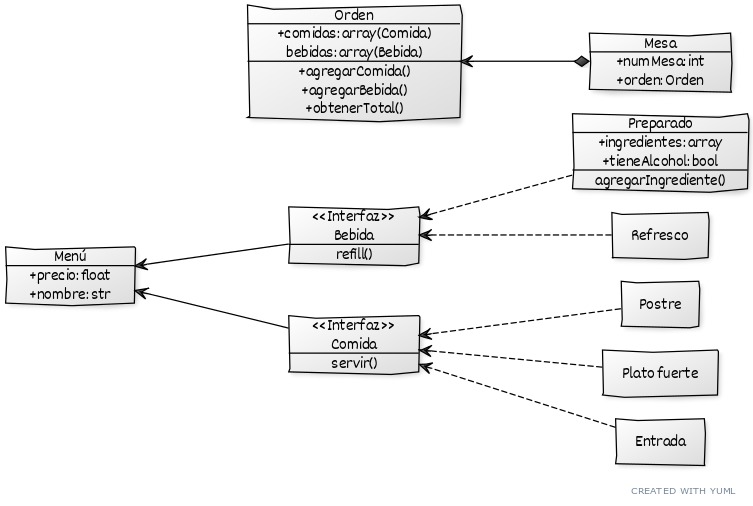 Orden
+comidas: array(Comida)
bebidas: array(Bebida)
+agregarComida()
+agregarBebida()
+obtenerTotal()
Mesa
+numMesa: int
+orden: Orden
Preparado
+ingredientes: array
+tieneAlcohol: bool
agregarIngrediente()
<<Interfaz>>
Bebida
refill()
Refresco
Menú
+precio: float
+nombre: str
Postre
<<Interfaz>>
Comida
servir()
Plato fuerte
Entrada
CREATED WITH YUML